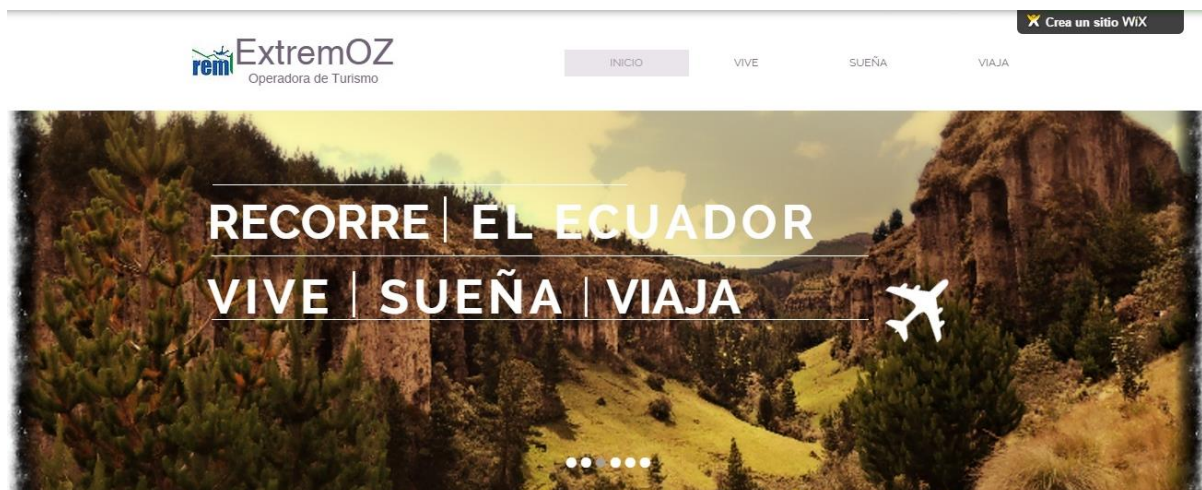 Crea un sitio WiX
rem ExtremOZ
Operadora de Turismo
INICIO VIVE SUEÑA VIAJA
RECORRE | EL ECUADOR
VIVE | SUEÑA | VIAJA